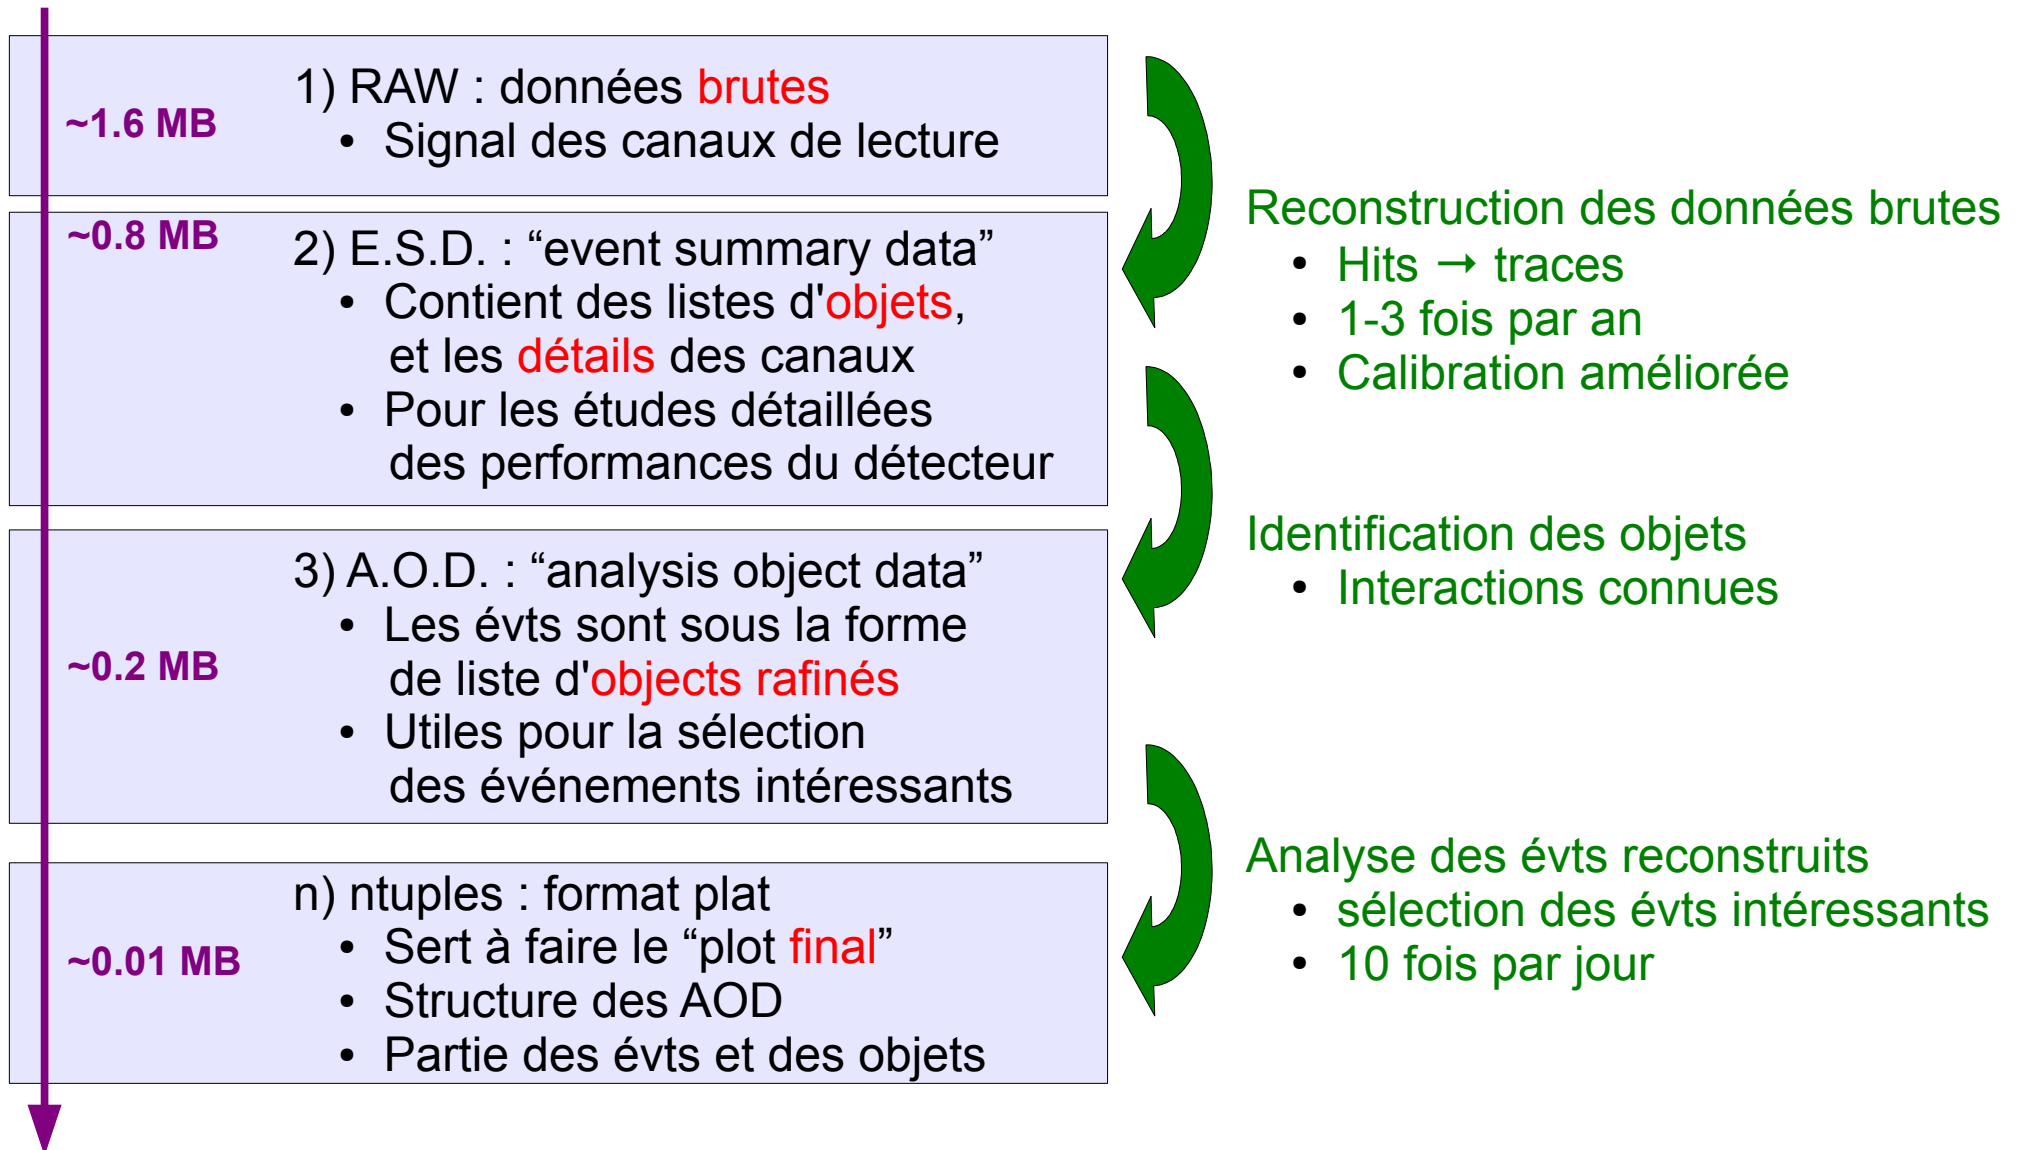 ~1.6 MB
1) RAW : données brutes
• Signal des canaux de lecture
~0.8 MB
2) E.S.D. : “event summary data”
• Contient des listes d'objets,
et les détails des canaux
• Pour les études détaillées
des performances du détecteur
~0.2 MB
3) A.O.D. : “analysis object data”
• Les évts sont sous la forme
de liste d'objects rafinés
• Utiles pour la sélection
des événements intéressants
~0.01 MB
n) ntuples : format plat
• Sert à faire le “plot final”
• Structure des AOD
• Partie des évts et des objets
Reconstruction des données brutes
• Hits → traces
• 1-3 fois par an
• Calibration améliorée
Identification des objets
• Interactions connues
Analyse des évts reconstruits
• sélection des évts intéressants
• 10 fois par jour